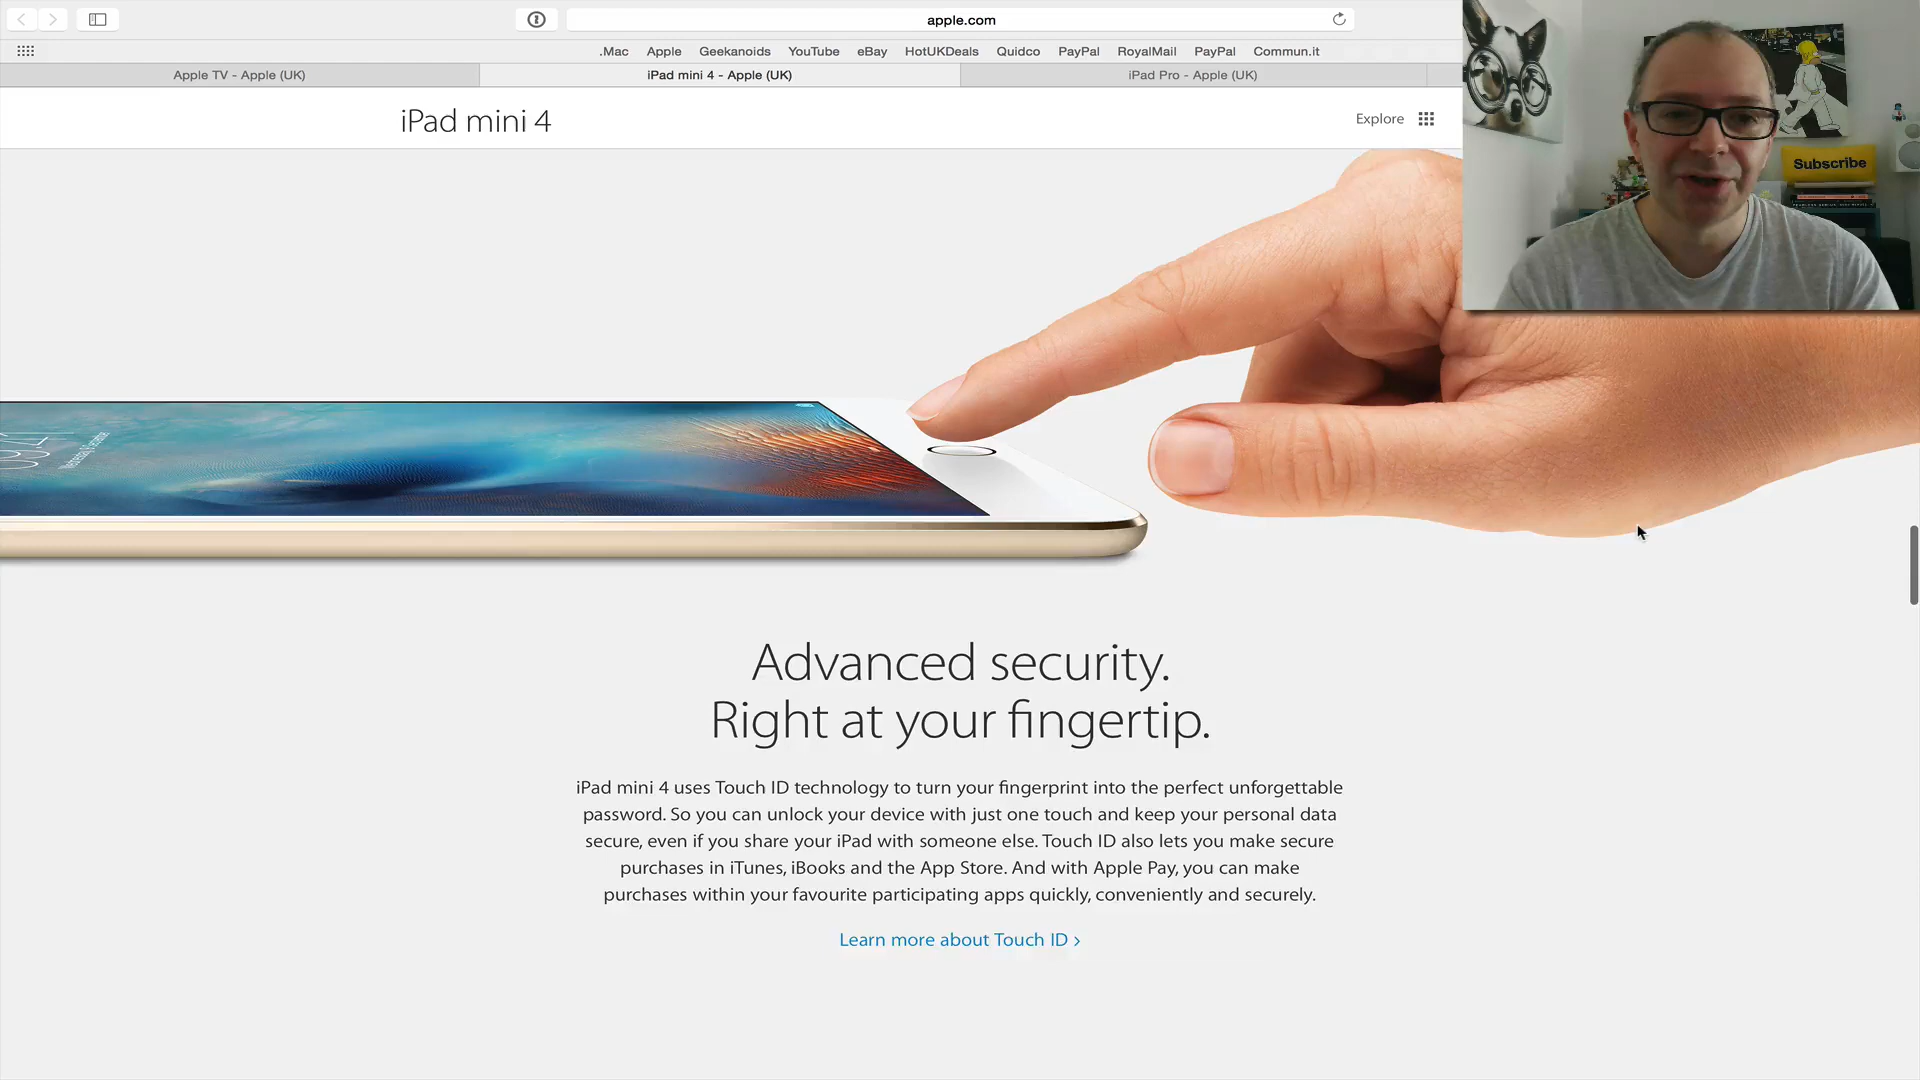 apple.com
.Mac Apple Geekanoids YouTube eBay HotUKDeals Quidco PayPal RoyalMail PayPal Commun.it
Apple TV - Apple (UK) iPad mini 4 - Apple (UK) iPad Pro - Apple (UK)
iPad mini 4
Explore
Subscribe
Advanced security.
Right at your fingertip.
iPad mini 4 uses Touch ID technology to turn your fingerprint into the perfect unforgettable
password. So you can unlock your device with just one touch and keep your personal data
secure, even if you share your iPad with someone else. Touch ID also lets you make secure
purchases in iTunes, iBooks and the App Store. And with Apple Pay, you can make
purchases within your favourite participating apps quickly, conveniently and securely.
Learn more about Touch ID >